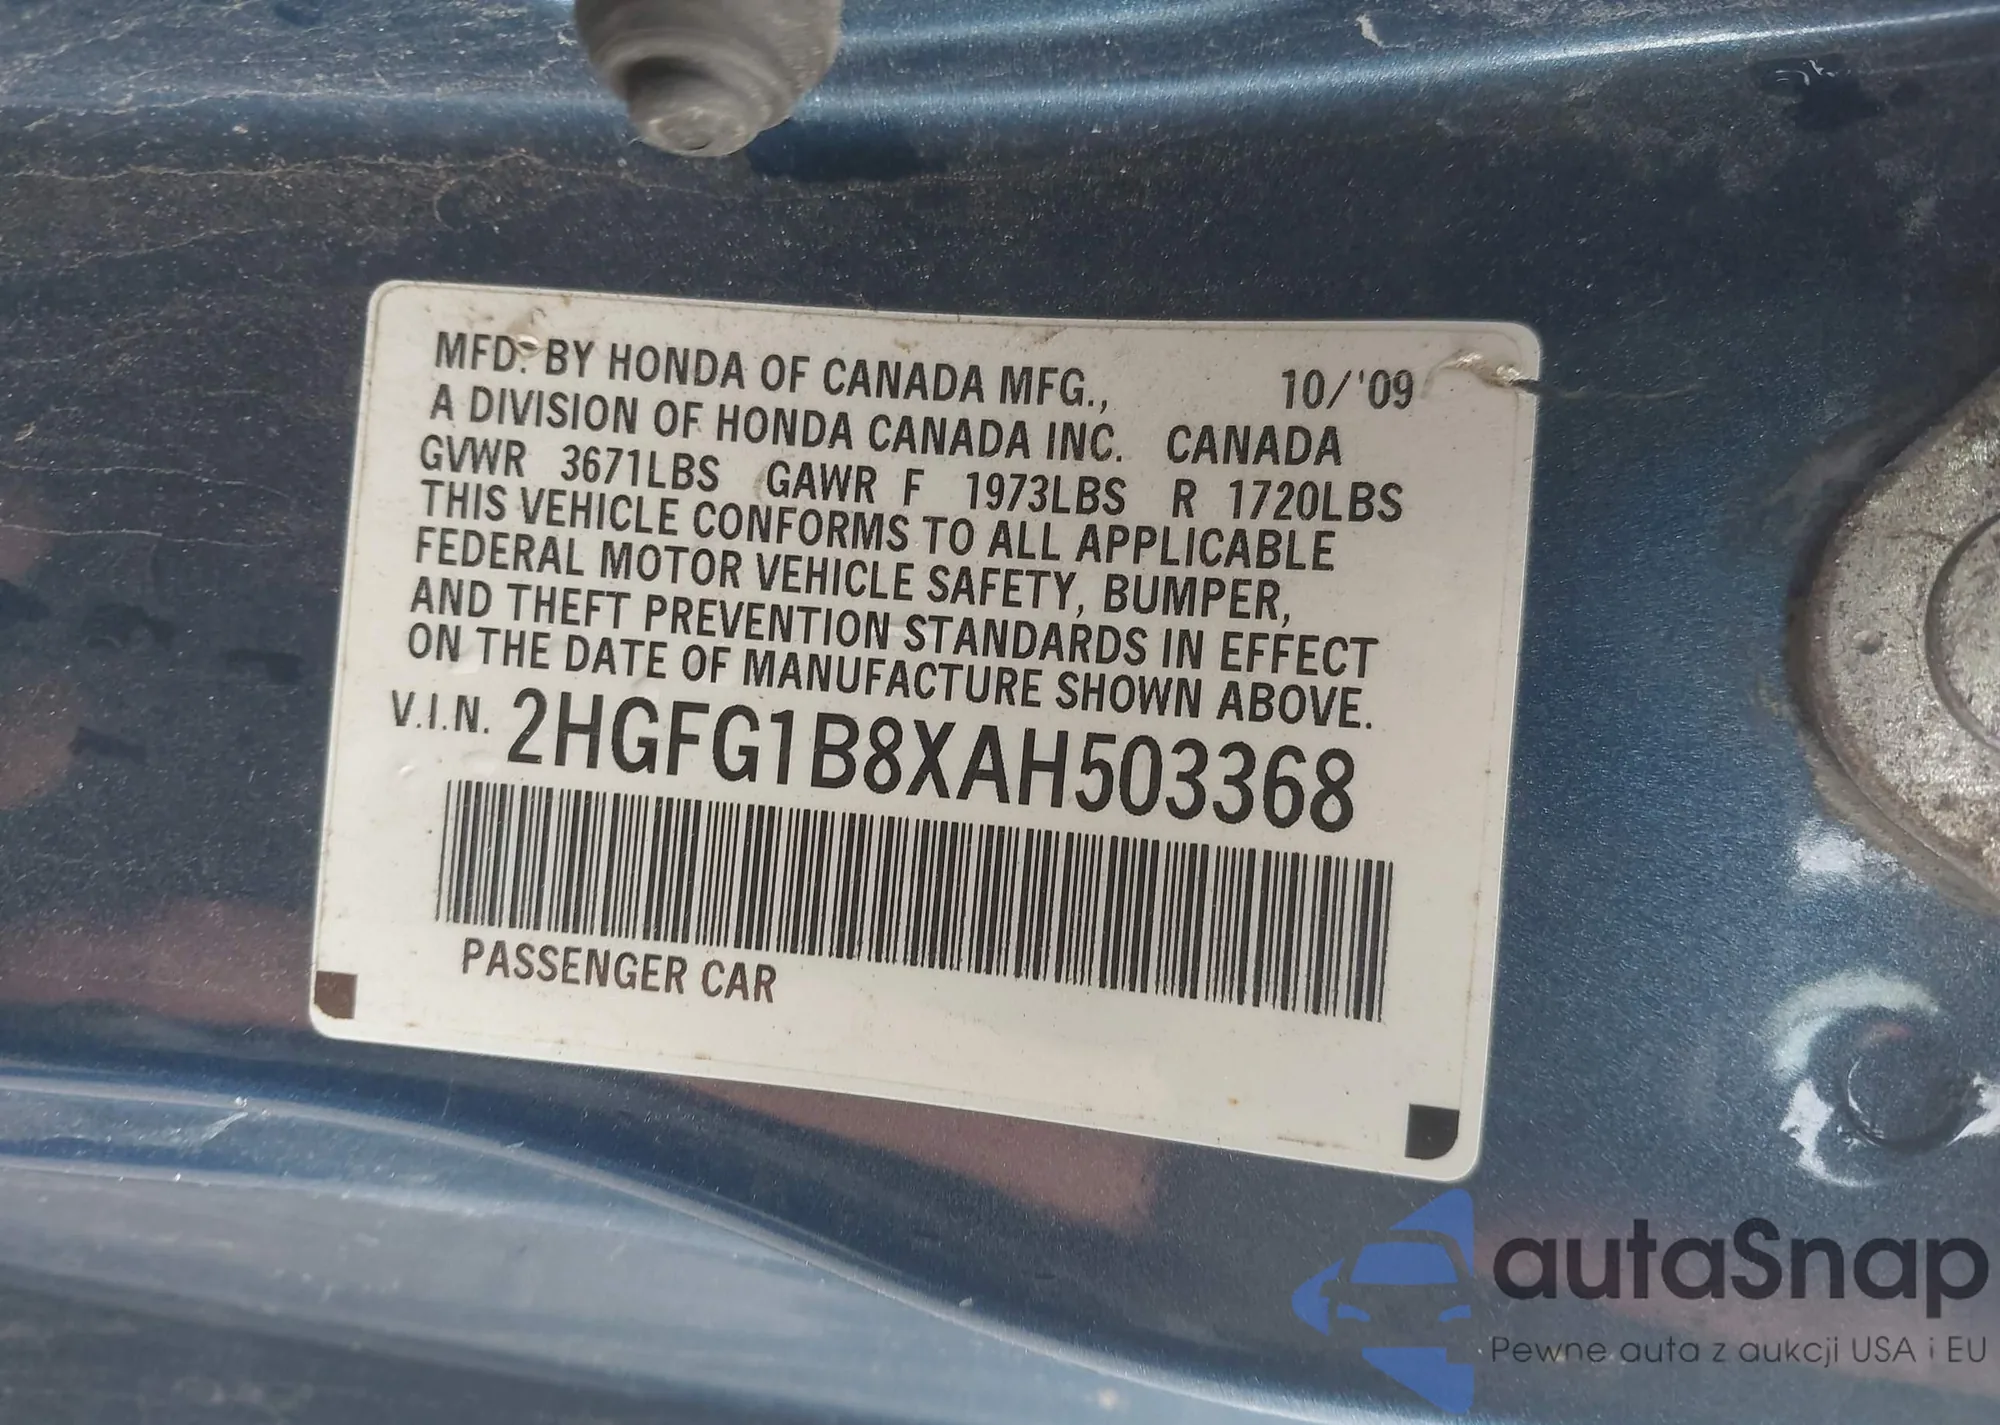 MFD. BY HONDA OF CANADA MFG., 10/'09
A DIVISION OF HONDA CANADA INC. CANADA
GVWR 3671LBS GAWR F 1973LBS R 1720LBS
THIS VEHICLE CONFORMS TO ALL APPLICABLE
FEDERAL MOTOR VEHICLE SAFETY, BUMPER,
AND THEFT PREVENTION STANDARDS IN EFFECT
ON THE DATE OF MANUFACTURE SHOWN ABOVE.
V.I.N. 2HGFG1B8XAH503368
PASSENGER CAR
autaSnap
Pewne auta z aukcji USA i EU